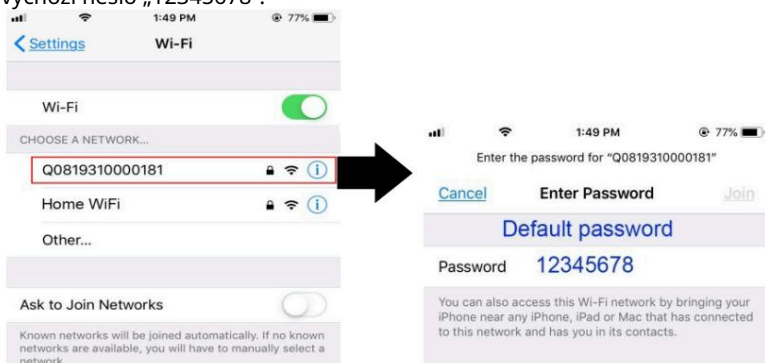 výchozí heslo „12345678“.
1:49 PM
77%
Settings
Wi-Fi
Wi-Fi
CHOOSE A NETWORK...
Q0819310000181
Home WiFi
Other...
Ask to Join Networks
Known networks will be joined automatically. If no known
networks are available, you will have to manually select a
network.
1:49 PM
77%
Enter the password for “Q0819310000181”
Cancel
Enter Password
Join
Default password
Password 12345678
You can also access this Wi-Fi network by bringing your
iPhone near any iPhone, iPad or Mac that has connected
to this network and has you in its contacts.